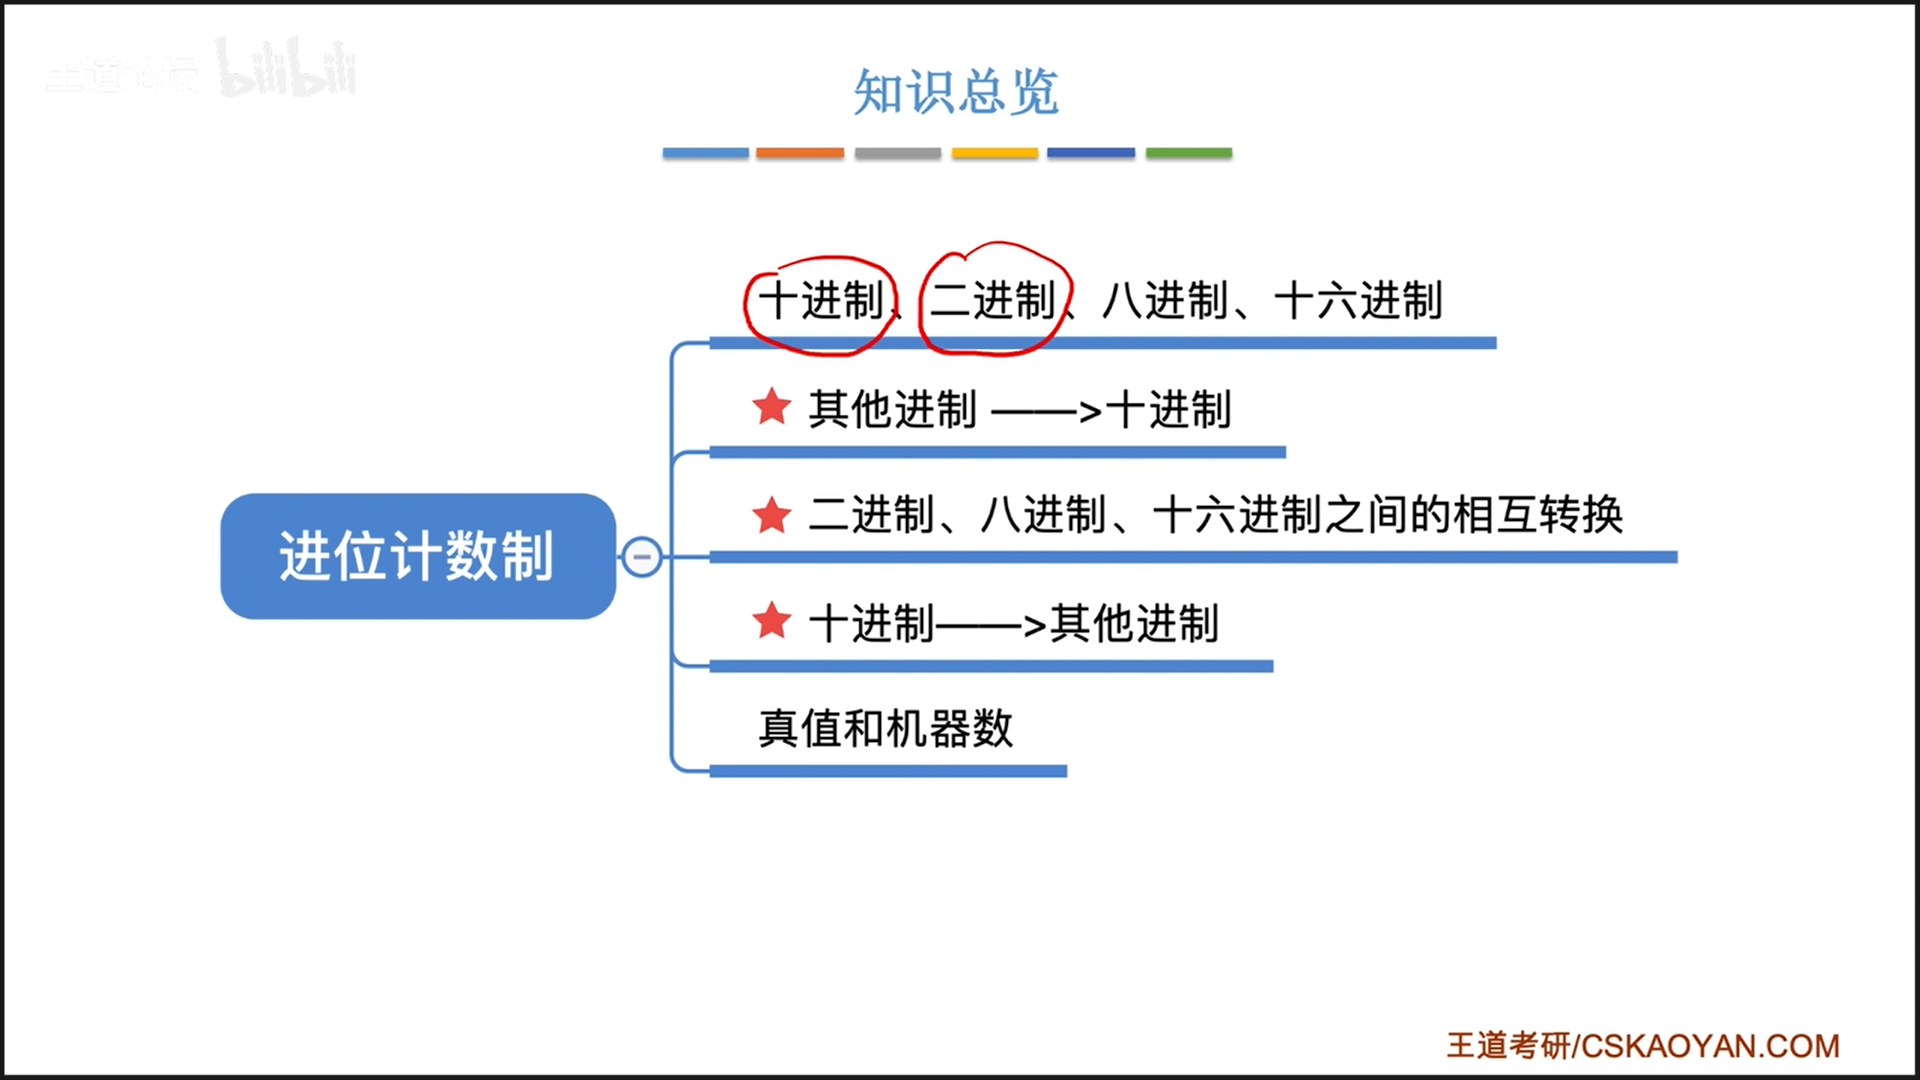 王道论坛 bilibili
知识总览
十进制、二进制、八进制、十六进制
其他进制 ——>十进制
二进制、八进制、十六进制之间的相互转换
进位计数制
十进制——>其他进制
真值和机器数
王道考研/CSKAOYAN.COM